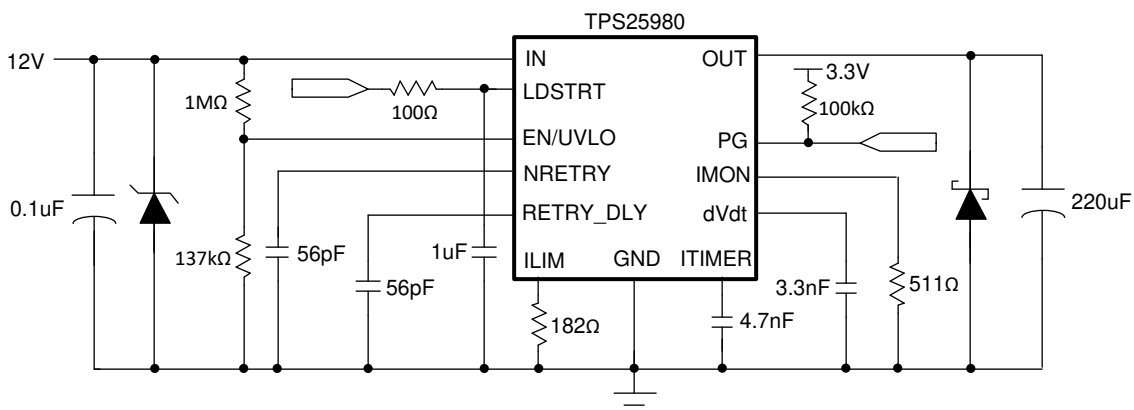 TPS25980
12V
IN
OUT
3.3V
LDSTRT
1MΩ
100Ω
100kΩ
EN/UVLO
PG
NRETRY
IMON
0.1uF
220uF
RETRY_DLY
dVdt
137kΩ
56pF
1uF
ILIM
GND
ITIMER
56pF
3.3nF
511Ω
182Ω
4.7nF